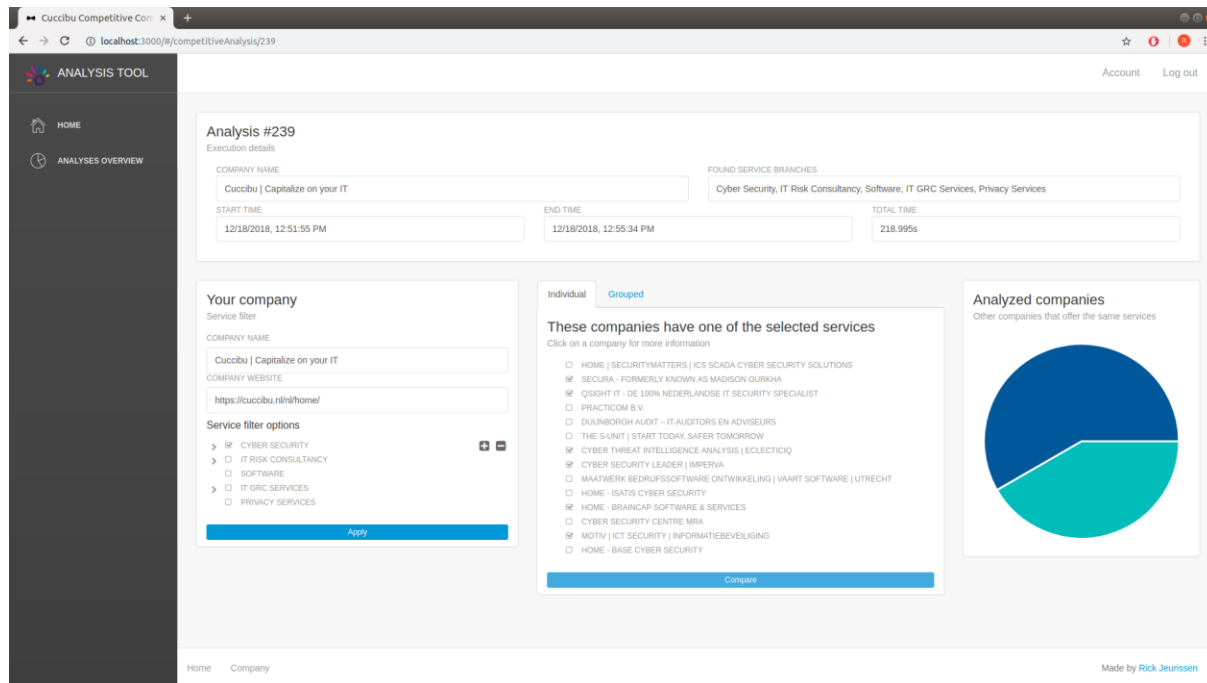 Cuccibu Competitive Com
localhost:3000/#/competitiveAnalysis/239
ANALYSIS TOOL
Account Log out
HOME
ANALYSES OVERVIEW
Analysis #239
Execution details
COMPANY NAME
Cuccibu | Capitalize on your IT
FOUND SERVICE BRANCHES
Cyber Security, IT Risk Consultancy, Software, IT GRC Services, Privacy Services
START TIME
12/18/2018, 12:51:55 PM
END TIME
12/18/2018, 12:55:34 PM
TOTAL TIME
218.995s
Your company
Service filter
COMPANY NAME
Cuccibu | Capitalize on your IT
COMPANY WEBSITE
https://cuccibu.nl/nl/home/
Service filter options
CYBER SECURITY
IT RISK CONSULTANCY
SOFTWARE
IT GRC SERVICES
PRIVACY SERVICES
Apply
Individual Grouped
These companies have one of the selected services
Click on a company for more information
HOME | SECURITYMATTERS | ICS SCADA CYBER SECURITY SOLUTIONS
SECURA - FORMERLY KNOWN AS MADISON GURKHA
QSIGHT IT - DE 100% NEDERLANDSE IT SECURITY SPECIALIST
PRACTICOM B.V.
DUIJNBORGH AUDIT – IT-AUDITORS EN ADVISEURS
THE S-UNIT | START TODAY, SAFER TOMORROW
CYBER THREAT INTELLIGENCE ANALYSIS | ECLECTICIQ
CYBER SECURITY LEADER | IMPERVA
MAATWERK BEDRIJFSSOFTWARE ONTWIKKELING | VAART SOFTWARE | UTRECHT
HOME - ISATIS CYBER SECURITY
HOME - BRAINCAP SOFTWARE & SERVICES
CYBER SECURITY CENTRE MRA
MOTIV | ICT SECURITY | INFORMATIEBEVEILIGING
HOME - BASE CYBER SECURITY
Compare
Analyzed companies
Other companies that offer the same services
Home Company
Made by Rick Jeurissen